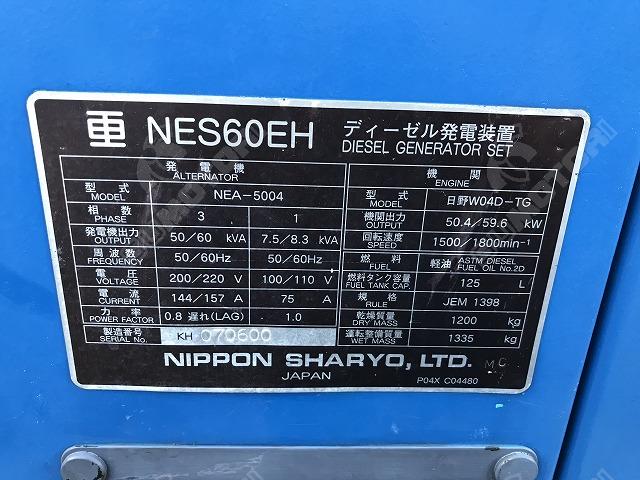 NES60EH ディーゼル発電装置
DIESEL GENERATOR SET
発電機
ALTERNATOR
型式 MODEL NEA-5004
相数 PHASE 3 1
発電機出力 OUTPUT 50/60 kVA 7.5/8.3 kVA
周波数 FREQUENCY 50/60Hz 50/60Hz
電圧 VOLTAGE 200/220 V 100/110 V
電流 CURRENT 144/157 A 75 A
力率 POWER FACTOR 0.8 遅れ(LAG) 1.0
製造番号 SERIAL No. KH 070600
機関
ENGINE
型式 MODEL 日野W04D-TG
機関出力 OUTPUT 50.4/59.6 kW
回転速度 SPEED 1500/1800min⁻¹
燃料 FUEL 軽油 ASTM DIESEL FUEL OIL No.2D
燃料タンク容量 FUEL TANK CAP. 125 L
規格 RULE JEM 1398
乾燥質量 DRY MASS 1200 kg
運転整備質量 WET MASS 1335 kg
NIPPON SHARYO, LTD. MC
JAPAN
P04X C04480